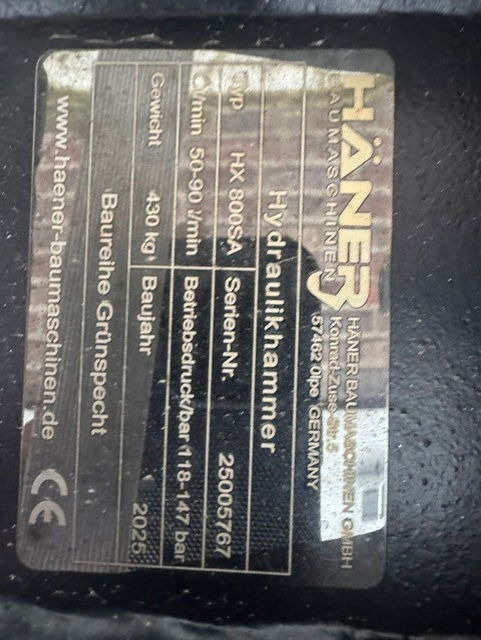 HÄNER
BAUMASCHINEN
HÄNER BAUMASCHINEN GMBH
Konrad-Zuse-Str. 5
57462 Olpe GERMANY
Hydraulikhammer
Typ HX 800SA Serien-Nr. 25005767
l/min 50-90 l/min Betriebsdruck/bar 118-147 bar
Gewicht 430 kg Baujahr 2025
Baureihe Grünspecht
www.haener-baumaschinen.de CE